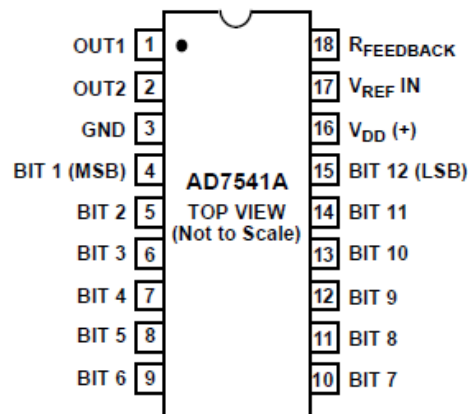 OUT1 1 18 RFEEDBACK
OUT2 2 17 VREF IN
GND 3 16 VDD (+)
BIT 1 (MSB) 4 15 BIT 12 (LSB)
AD7541A
BIT 2 5 TOP VIEW 14 BIT 11
(Not to Scale)
BIT 3 6 13 BIT 10
BIT 4 7 12 BIT 9
BIT 5 8 11 BIT 8
BIT 6 9 10 BIT 7